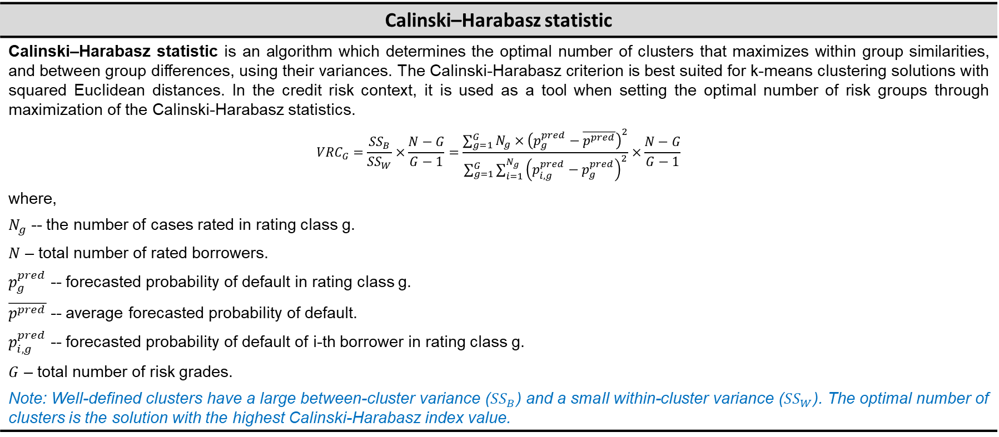 Calinski–Harabasz statistic
Calinski–Harabasz statistic is an algorithm which determines the optimal number of clusters that maximizes within group similarities,
and between group differences, using their variances. The Calinski-Harabasz criterion is best suited for k-means clustering solutions with
squared Euclidean distances. In the credit risk context, it is used as a tool when setting the optimal number of risk groups through
maximization of the Calinski-Harabasz statistics.
$VRC_G = \frac{SS_B}{SS_W} \times \frac{N-G}{G-1} = \frac{\sum_{g=1}^{G} N_g \times (p_g^{pred} - \overline{p^{pred}})^2}{\sum_{g=1}^{G} \sum_{i=1}^{N_g} (p_{i,g}^{pred} - p_g^{pred})^2} \times \frac{N-G}{G-1}$
where,
$N_g$ -- the number of cases rated in rating class g.
$N$ – total number of rated borrowers.
$p_g^{pred}$ -- forecasted probability of default in rating class g.
$\overline{p^{pred}}$ -- average forecasted probability of default.
$p_{i,g}^{pred}$ -- forecasted probability of default of i-th borrower in rating class g.
$G$ – total number of risk grades.
Note: Well-defined clusters have a large between-cluster variance ($SS_B$) and a small within-cluster variance ($SS_W$). The optimal number of
clusters is the solution with the highest Calinski-Harabasz index value.